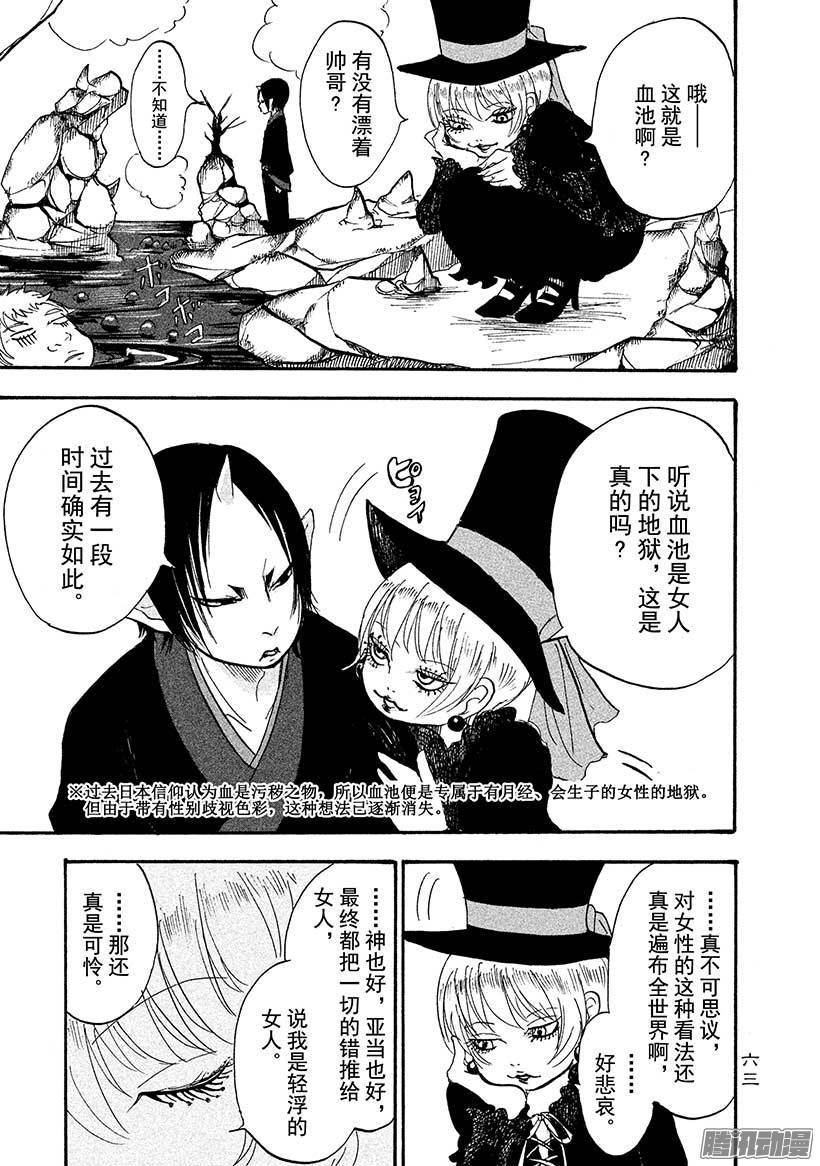 哦——
这就是
血池啊？
有没有漂着
帅哥？
……不知道……
ボコ
ボコ
听说血池是女人
下的地狱，这是
真的吗？
ピョイ
过去有一段
时间确实如此。
※过去日本信仰认为血是污秽之物，所以血池便是专属于有月经、会生子的女性的地狱。
但由于带有性别歧视色彩，这种想法已逐渐消失。
……真不可思议，
对女性的这种看法还
真是遍布全世界啊，
……
好悲哀。
……神也好，亚当也好，
最终都把一切的错推给
女人，
说我是轻浮的
女人。
……那还
真是可怜。
六三
腾讯动漫